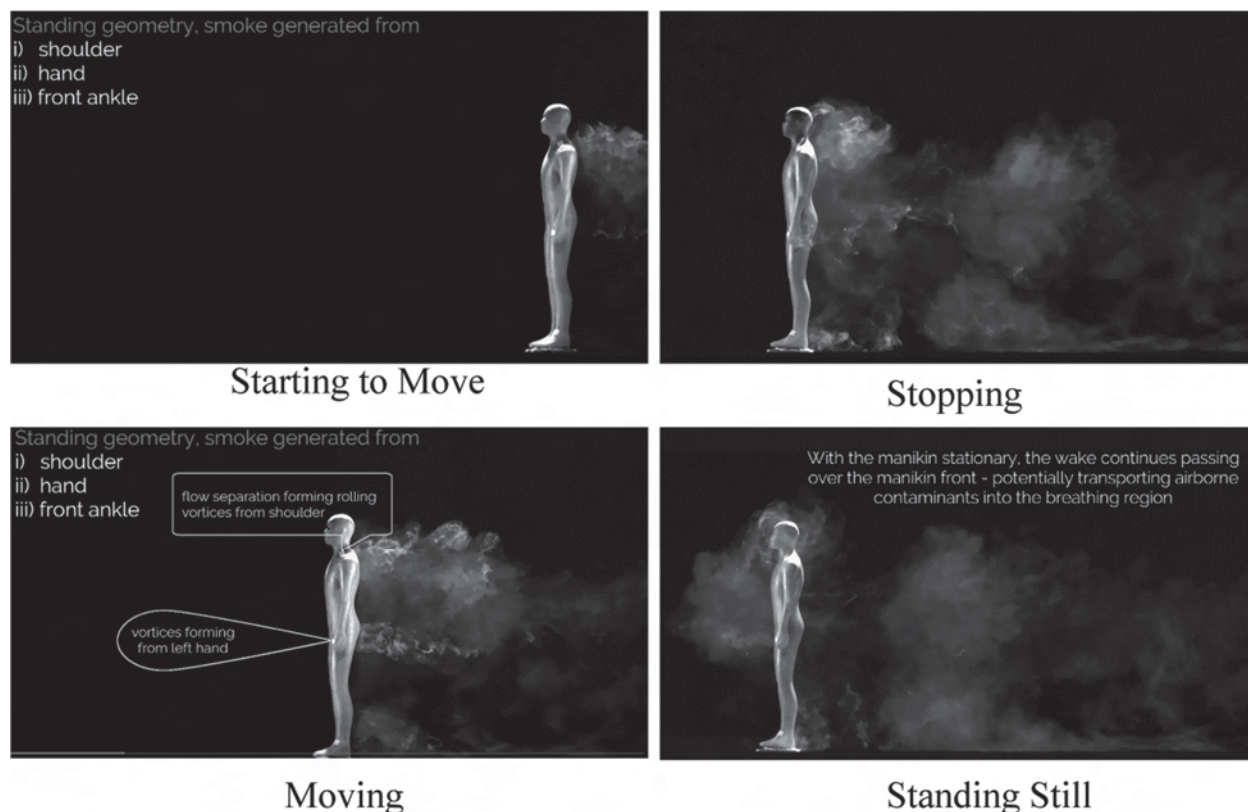 Standing geometry, smoke generated from
i) shoulder
ii) hand
iii) front ankle
Starting to Move
Stopping
Standing geometry, smoke generated from
i) shoulder
ii) hand
iii) front ankle
flow separation forming rolling
vortices from shoulder
vortices forming
from left hand
Moving
With the manikin stationary, the wake continues passing
over the manikin front - potentially transporting airborne
contaminants into the breathing region
Standing Still